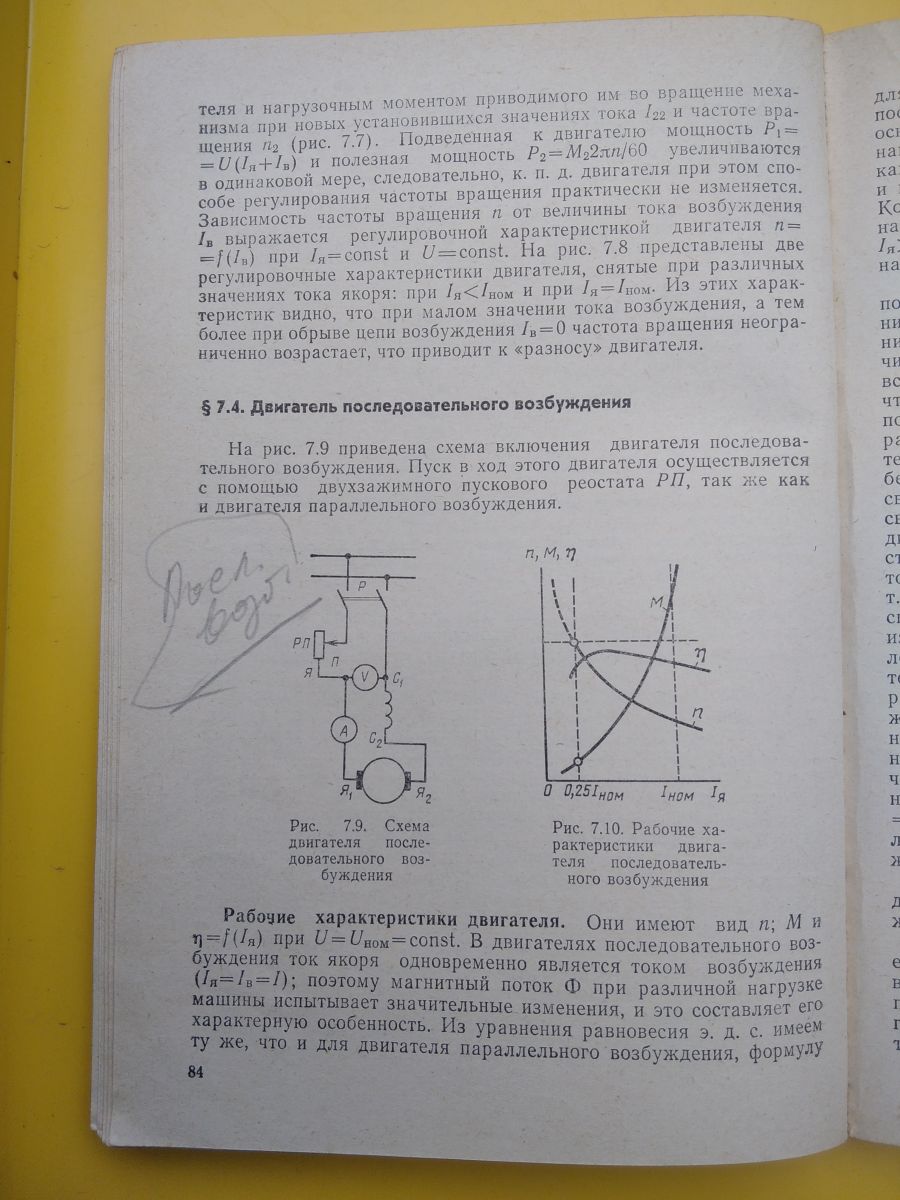 теля и нагрузочным моментом приводимого им во вращение меха-
низма при новых установившихся значениях тока I₂₂ и частоте вра-
щения n₂ (рис. 7.7). Подведенная к двигателю мощность P₁=
=U(Iя+Iв) и полезная мощность P₂=M₂2πn/60 увеличиваются
в одинаковой мере, следовательно, к. п. д. двигателя при этом спо-
собе регулирования частоты вращения практически не изменяется.
Зависимость частоты вращения n от величины тока возбуждения
Iв выражается регулировочной характеристикой двигателя n=
=f(Iв) при Iя=const и U=const. На рис. 7.8 представлены две
регулировочные характеристики двигателя, снятые при различных
значениях тока якоря: при Iя<Iном и при Iя=Iном. Из этих харак-
теристик видно, что при малом значении тока возбуждения, а тем
более при обрыве цепи возбуждения Iв=0 частота вращения неогра-
ниченно возрастает, что приводит к «разносу» двигателя.
§ 7.4. Двигатель последовательного возбуждения
На рис. 7.9 приведена схема включения двигателя последова-
тельного возбуждения. Пуск в ход этого двигателя осуществляется
с помощью двухзажимного пускового реостата РП, так же как
и двигателя параллельного возбуждения.
Посл.
возб.
P
РП
П
Я
V
C₁
A
C₂
Я₁
Я₂
n, M, η
M
η
n
0 0,25Iном Iном Iя
Рис. 7.9. Схема
двигателя после-
довательного воз-
буждения
Рис. 7.10. Рабочие ха-
рактеристики двига-
теля последователь-
ного возбуждения
Рабочие характеристики двигателя. Они имеют вид n; M и
η=f(Iя) при U=Uном=const. В двигателях последовательного воз-
буждения ток якоря одновременно является током возбуждения
(Iя=Iв=I); поэтому магнитный поток Ф при различной нагрузке
машины испытывает значительные изменения, и это составляет его
характерную особенность. Из уравнения равновесия э. д. с. имеем
ту же, что и для двигателя параллельного возбуждения, формулу
84